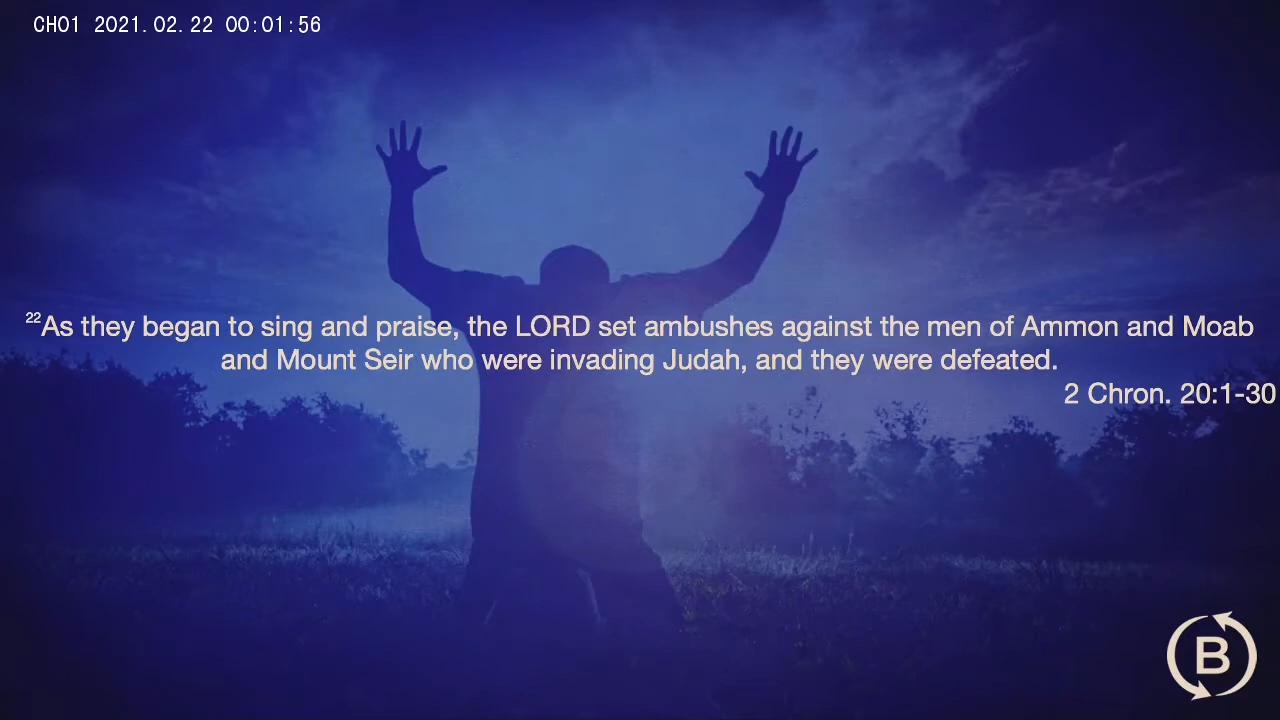 CH01 2021.02.22 00:01:56
²²As they began to sing and praise, the LORD set ambushes against the men of Ammon and Moab
and Mount Seir who were invading Judah, and they were defeated.
2 Chron. 20:1-30
B